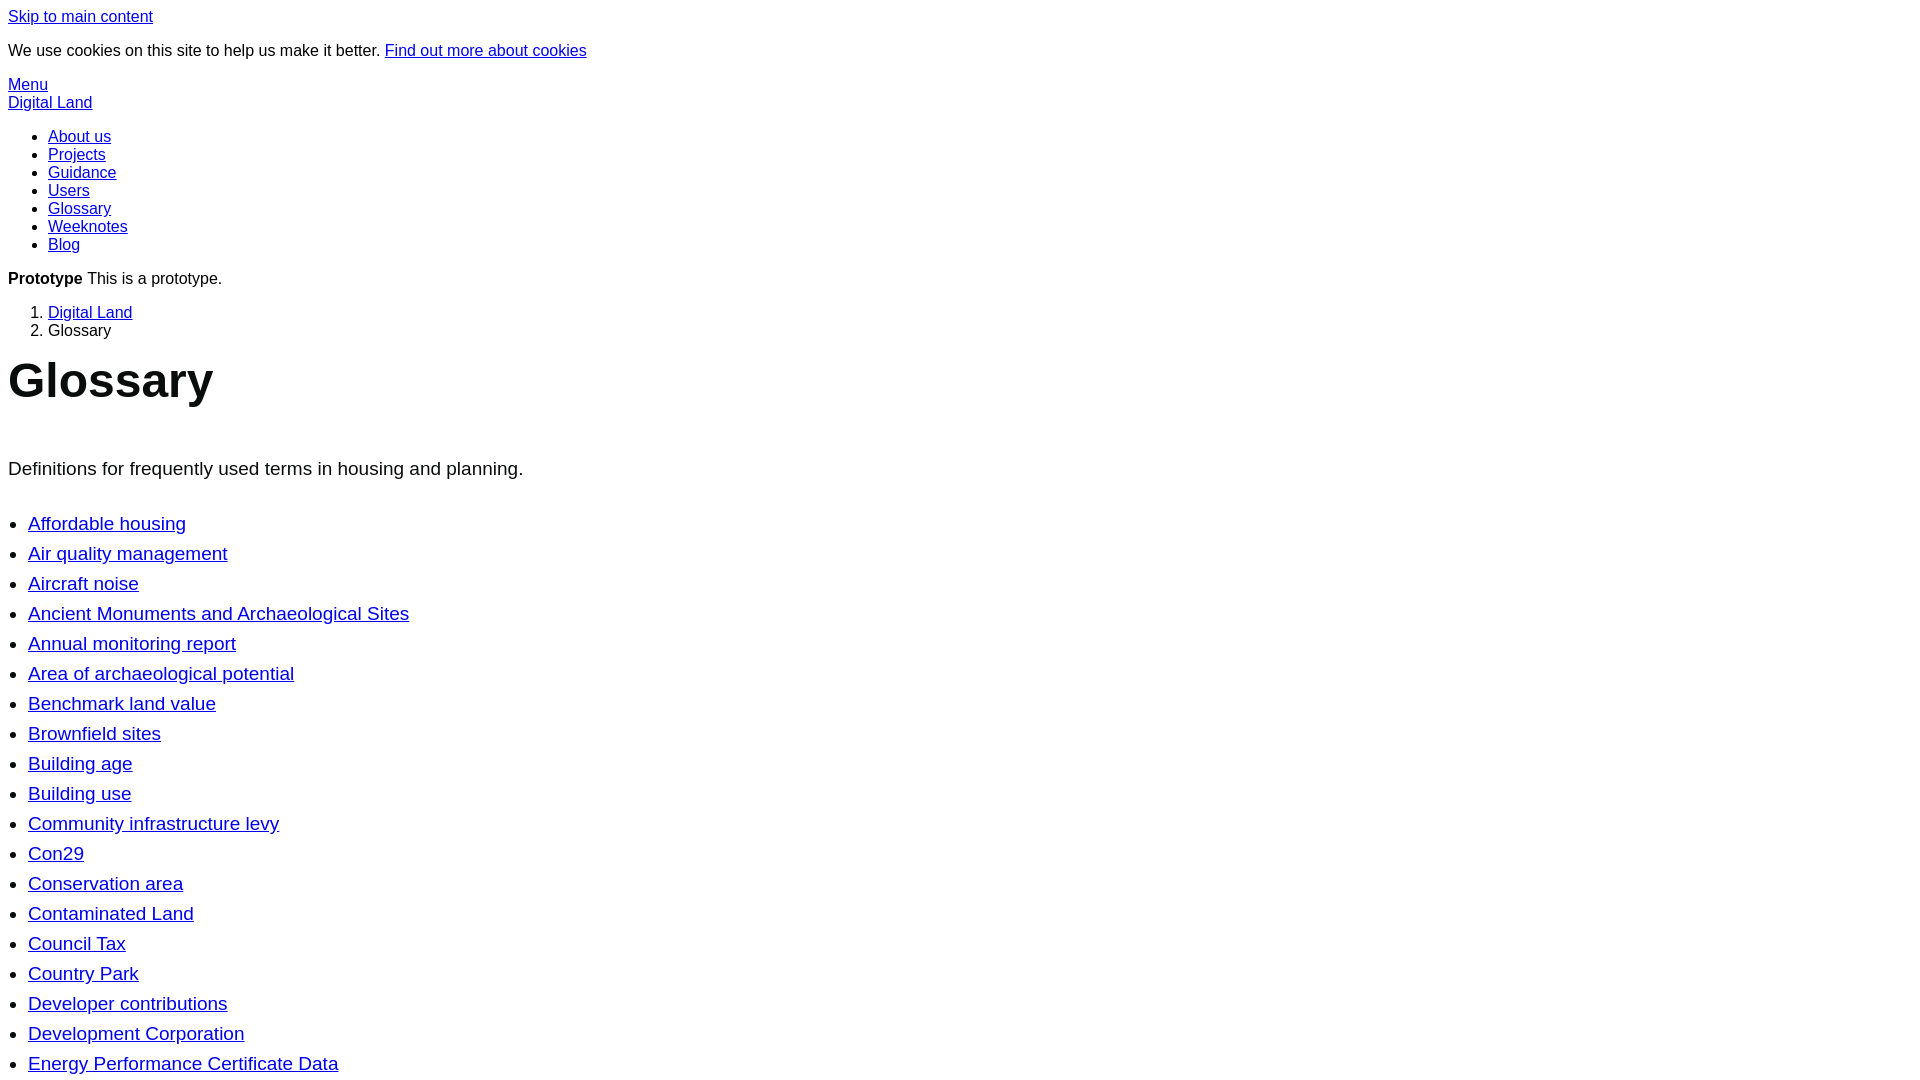 Skip to main content
We use cookies on this site to help us make it better. Find out more about cookies
Menu
Digital Land
About us
Projects
Guidance
Users
Glossary
Weeknotes
Blog
Prototype This is a prototype.
1. Digital Land
2. Glossary
Glossary
Definitions for frequently used terms in housing and planning.
Affordable housing
Air quality management
Aircraft noise
Ancient Monuments and Archaeological Sites
Annual monitoring report
Area of archaeological potential
Benchmark land value
Brownfield sites
Building age
Building use
Community infrastructure levy
Con29
Conservation area
Contaminated Land
Council Tax
Country Park
Developer contributions
Development Corporation
Energy Performance Certificate Data